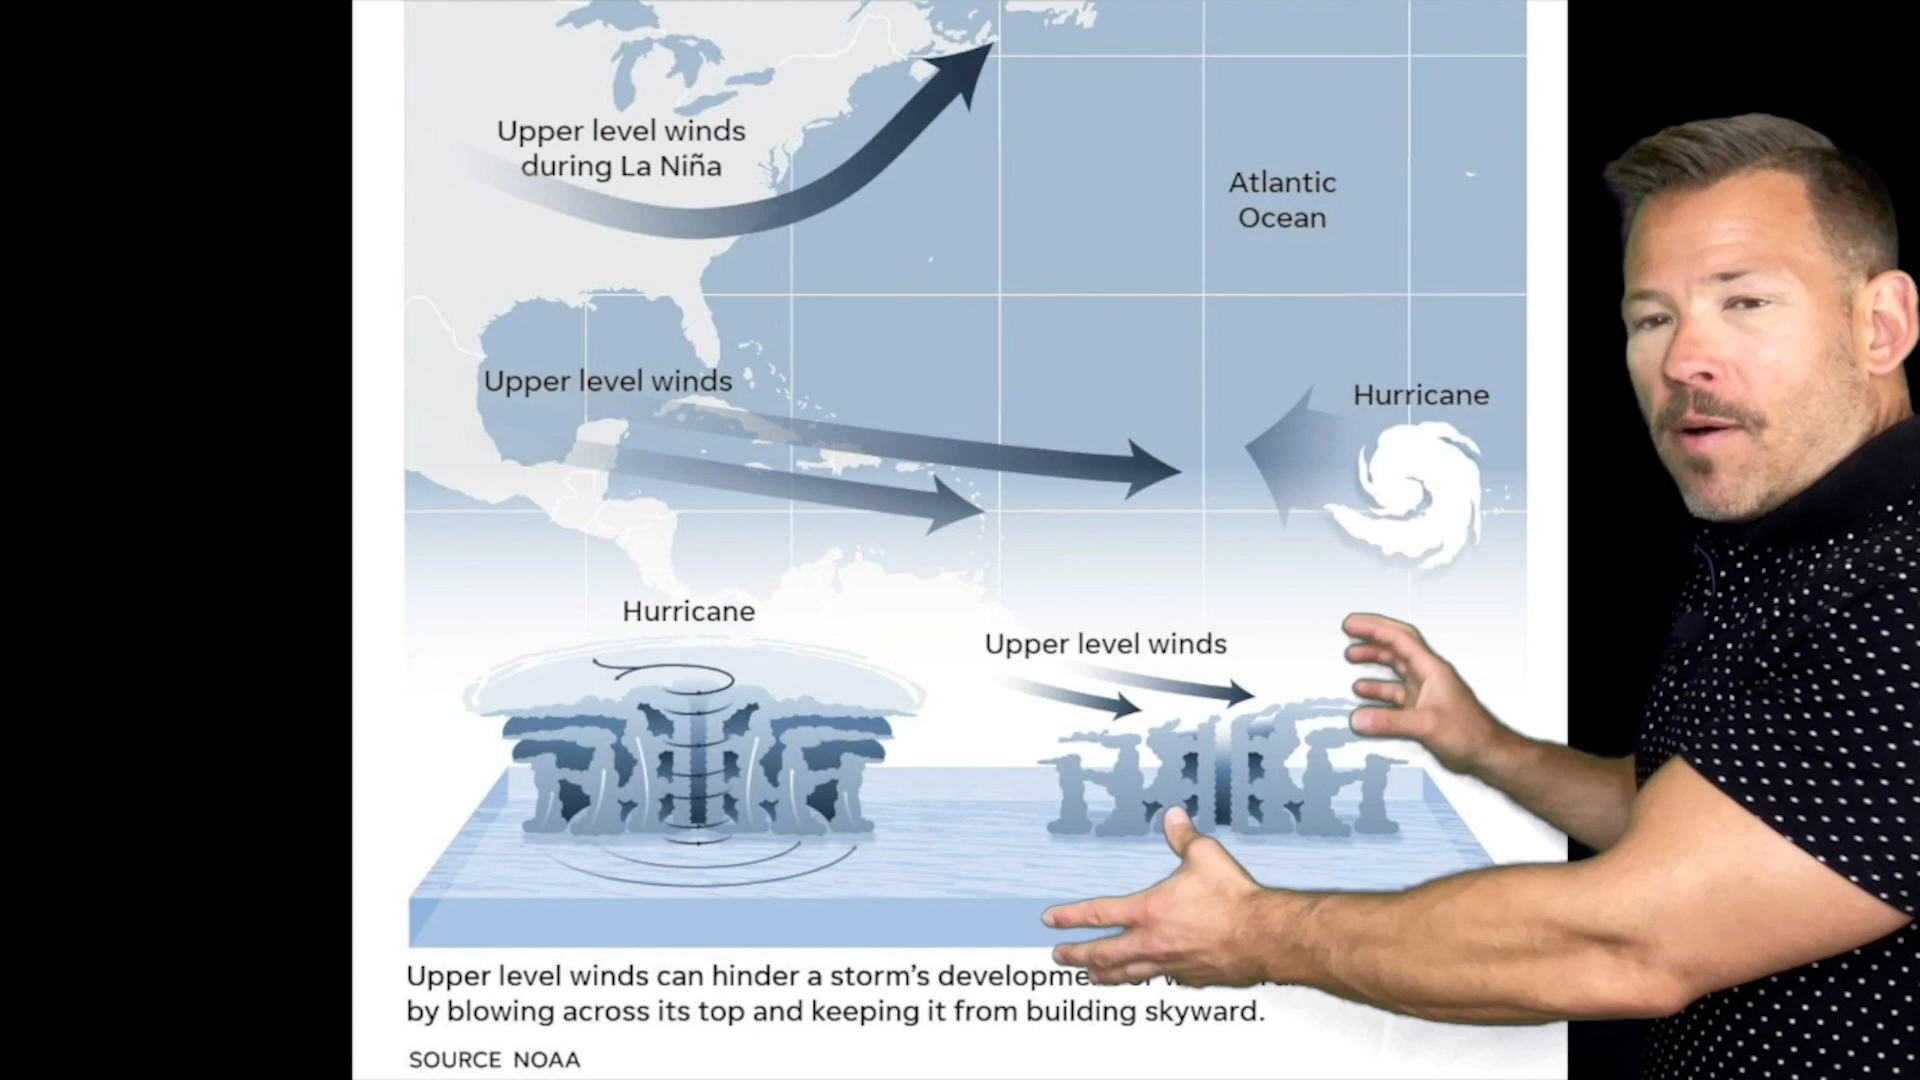 Upper level winds
during La Niña
Atlantic
Ocean
Upper level winds
Hurricane
Hurricane
Upper level winds
Upper level winds can hinder a storm's
by blowing across its top and keeping it from building skyward.
SOURCE NOAA